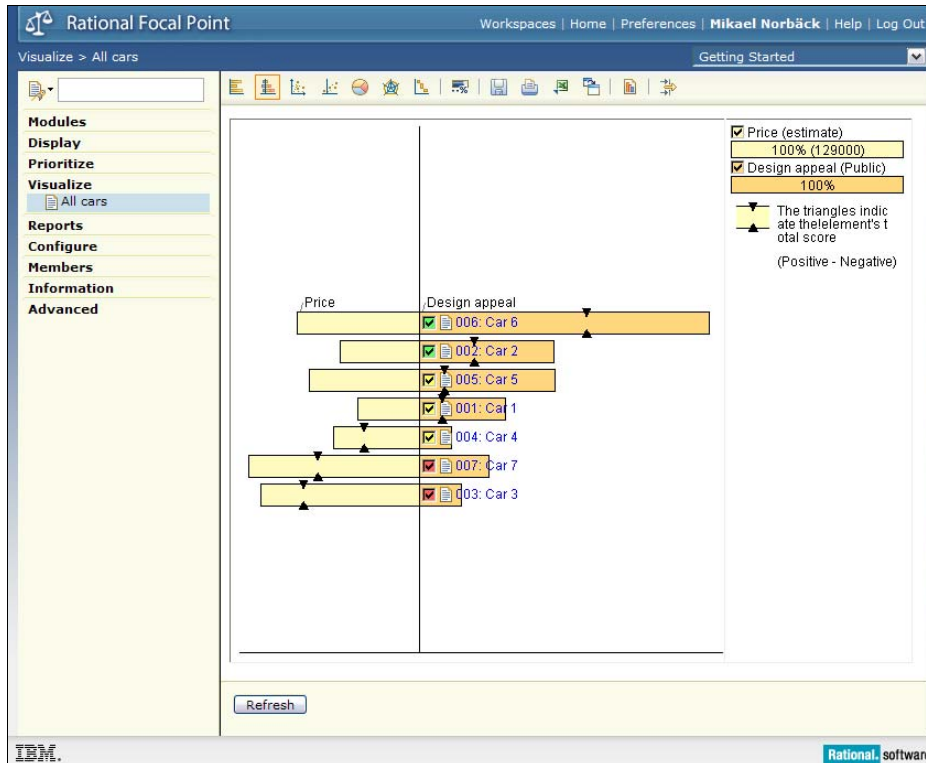 Rational Focal Point
Workspaces | Home | Preferences | Mikael Norbäck | Help | Log Out
Visualize > All cars
Getting Started
Modules
Display
Prioritize
Visualize
All cars
Reports
Configure
Members
Information
Advanced
Price (estimate)
100% (129000)
Design appeal (Public)
100%
The triangles indic
ate thelelement's t
otal score
(Positive - Negative)
Price
Design appeal
006: Car 6
002: Car 2
005: Car 5
001: Car 1
004: Car 4
007: Car 7
003: Car 3
Refresh
IBM.
Rational. software